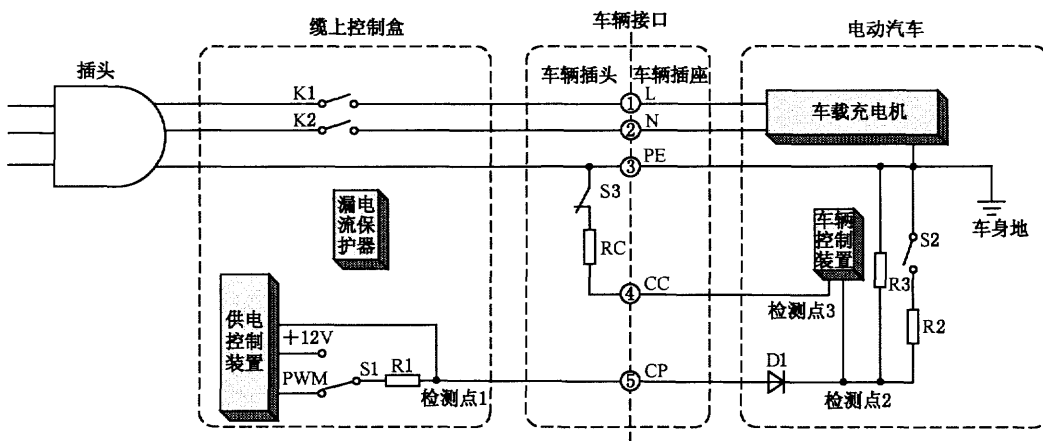 车辆接口
缆上控制盒
电动汽车
插头
车辆插头
车辆插座
K1
K2
① L
② N
③ PE
车载充电机
S3
RC
④ CC
漏电
流保
护器
车辆
控制
装置
检测点3
R3
S2
R2
车身地
供电
控制
装置
+12V
PWM
S1
R1
检测点1
⑤ CP
D1
检测点2